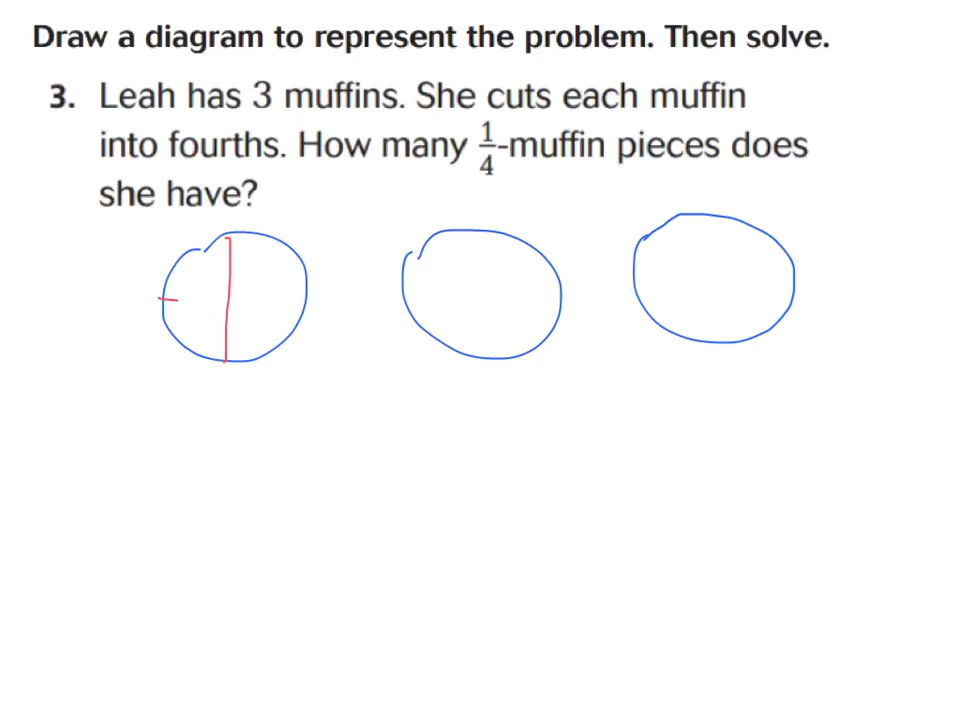 Draw a diagram to represent the problem. Then solve.
3. Leah has 3 muffins. She cuts each muffin
into fourths. How many 1/4-muffin pieces does
she have?